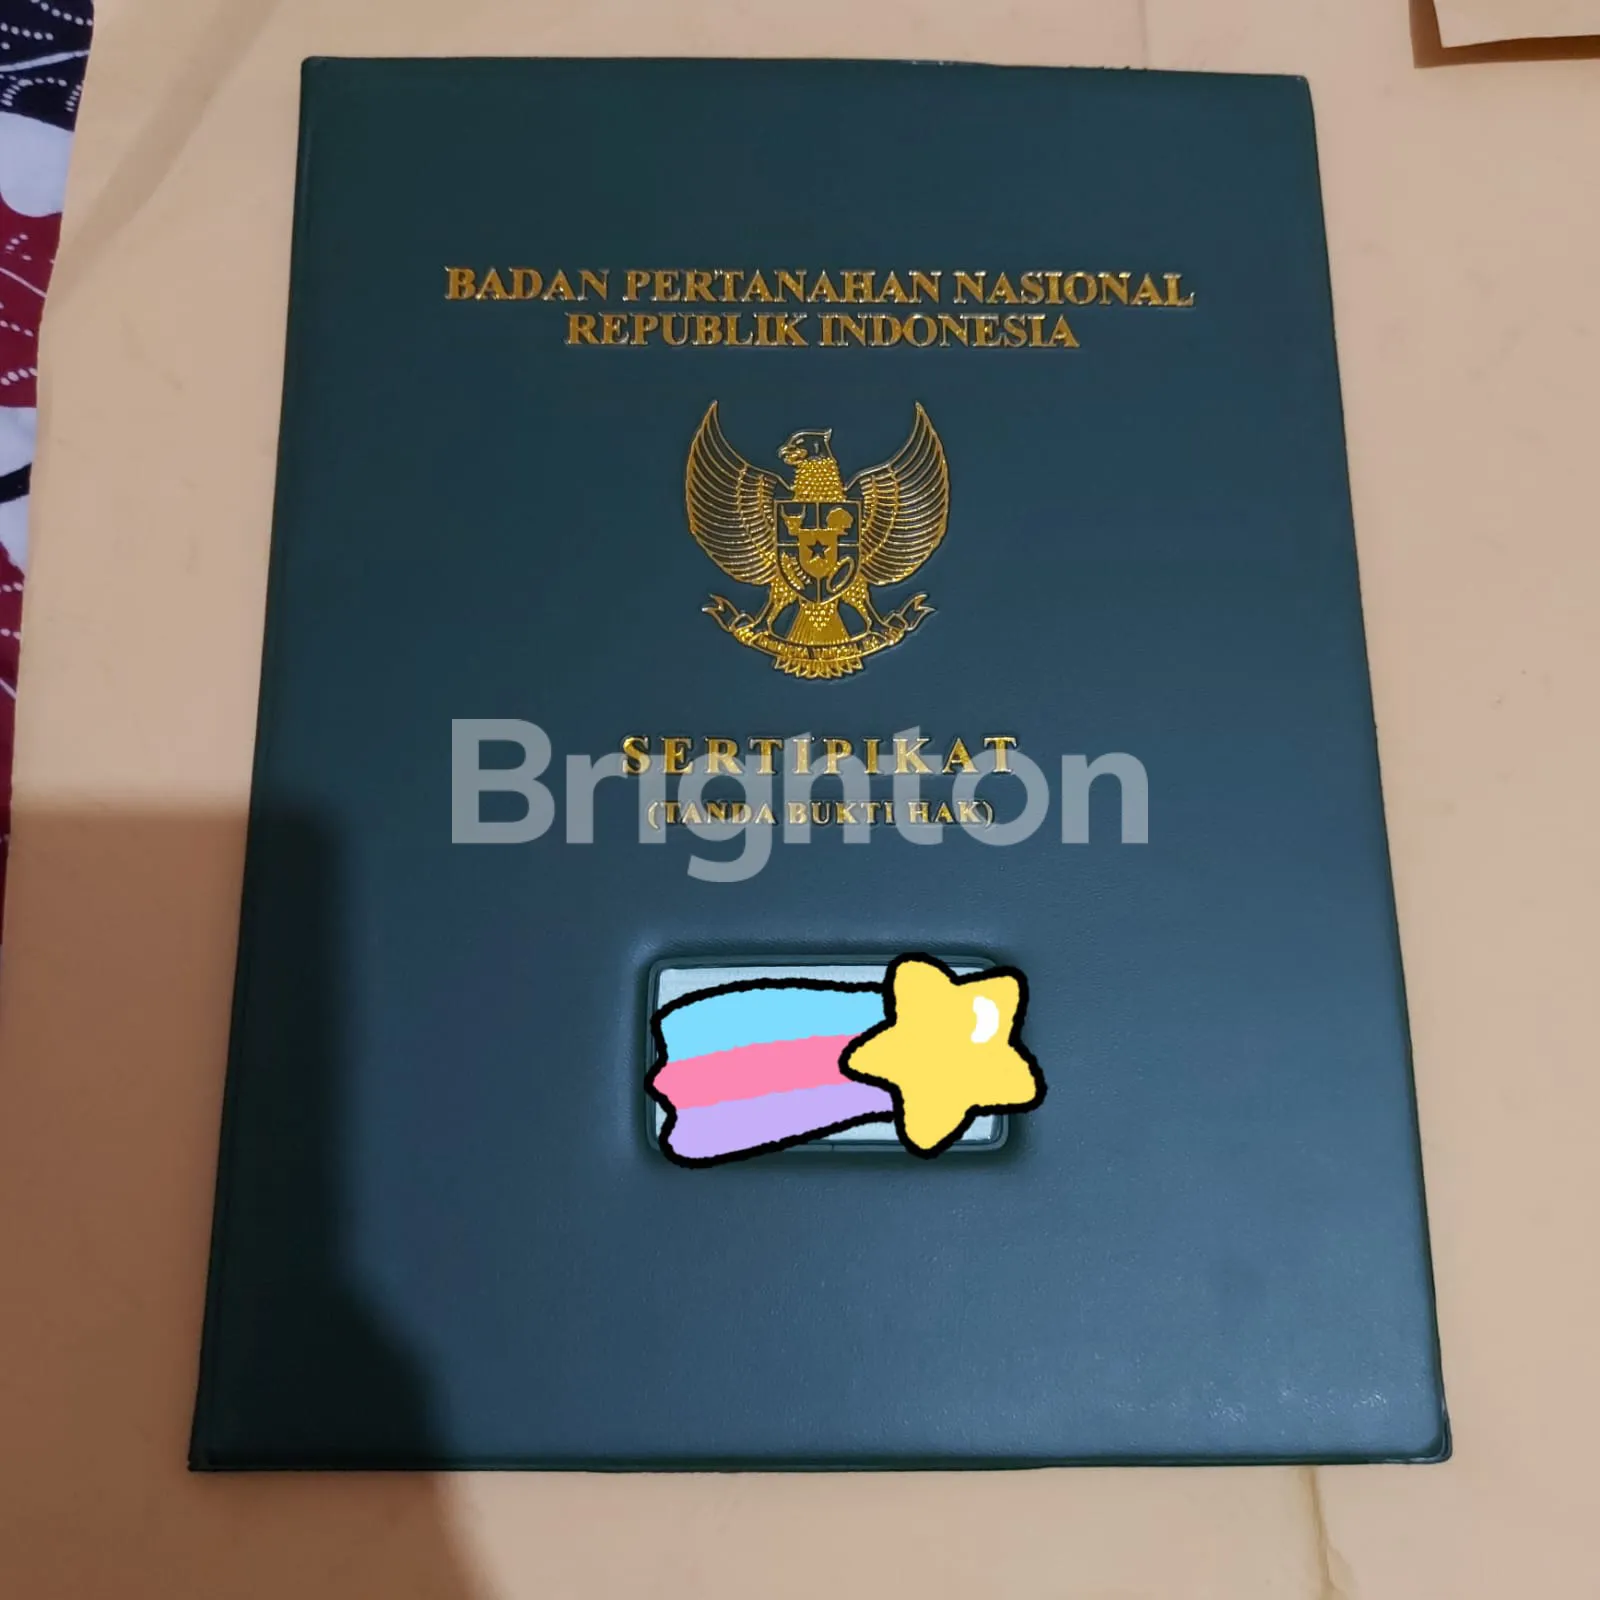 BADAN PERTANAHAN NASIONAL
REPUBLIK INDONESIA
SERTIPIKAT
Brighton
(TANDA BUKTI HAK)